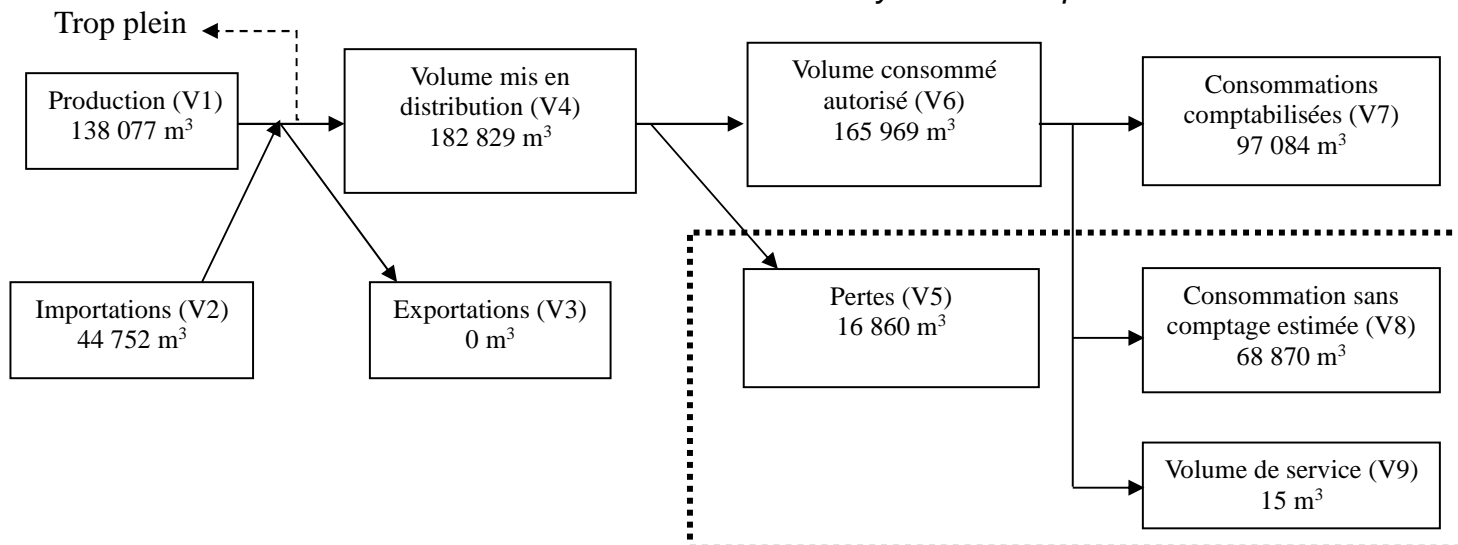 Trop plein
Production (V1)
138 077 m³
Volume mis en
distribution (V4)
182 829 m³
Volume consommé
autorisé (V6)
165 969 m³
Consommations
comptabilisées (V7)
97 084 m³
Importations (V2)
44 752 m³
Exportations (V3)
0 m³
Pertes (V5)
16 860 m³
Consommation sans
comptage estimée (V8)
68 870 m³
Volume de service (V9)
15 m³